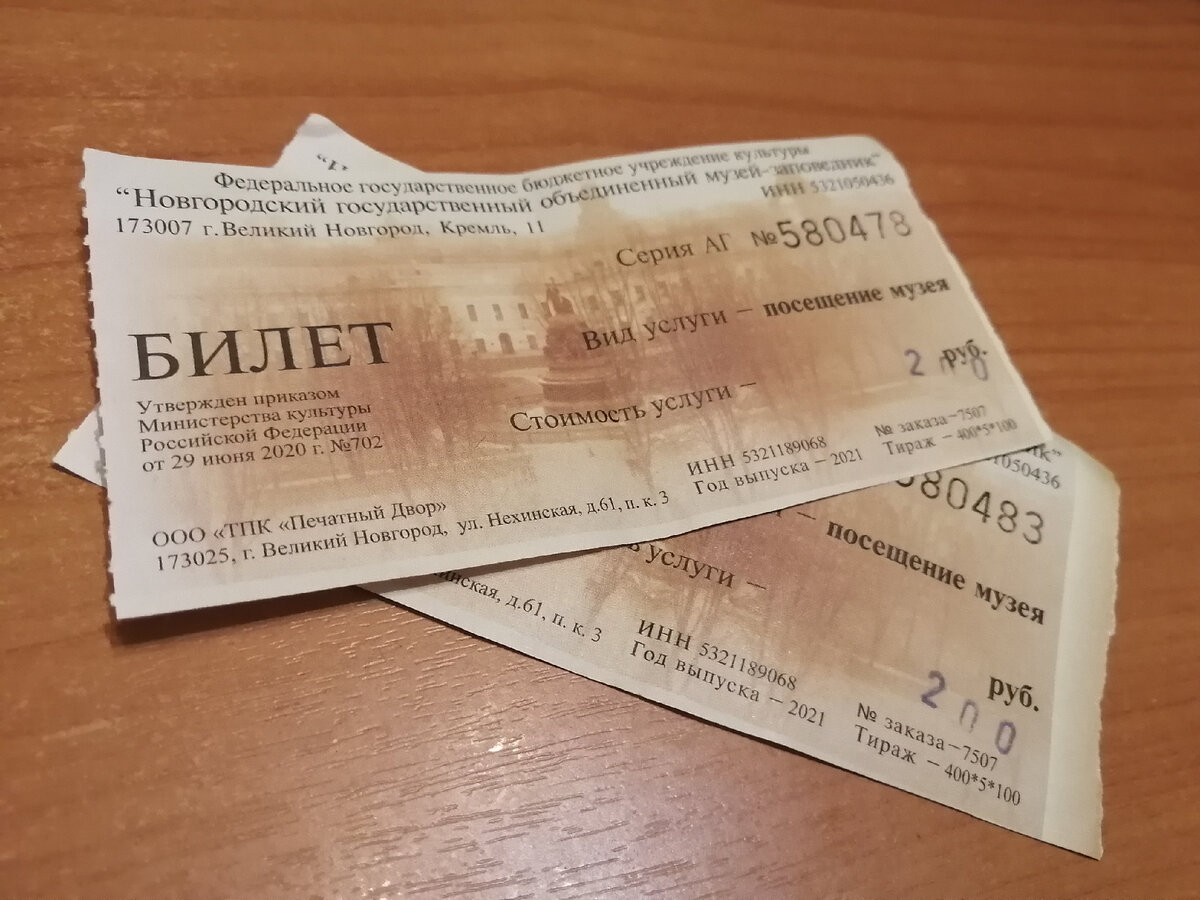 Федеральное государственное бюджетное учреждение культуры
“Новгородский государственный объединенный музей-заповедник”
173007 г.Великий Новгород, Кремль, 11
ИНН 5321050436
Серия АГ №580478
БИЛЕТ
Вид услуги – посещение музея
Утвержден приказом
Министерства культуры
Российской Федерации
от 29 июня 2020 г. №702
Стоимость услуги –
200 руб.
ООО «ТПК «Печатный Двор»
173025, г. Великий Новгород, ул. Нехинская, д.61, п. к. 3
ИНН 5321189068
Год выпуска – 2021
№ заказа–7507
Тираж – 400*5*100
1050436
80483
– посещение музея
услуги –
руб.
200
инская, д.61, п. к. 3
ИНН 5321189068
Год выпуска – 2021
№ заказа–7507
Тираж – 400*5*100